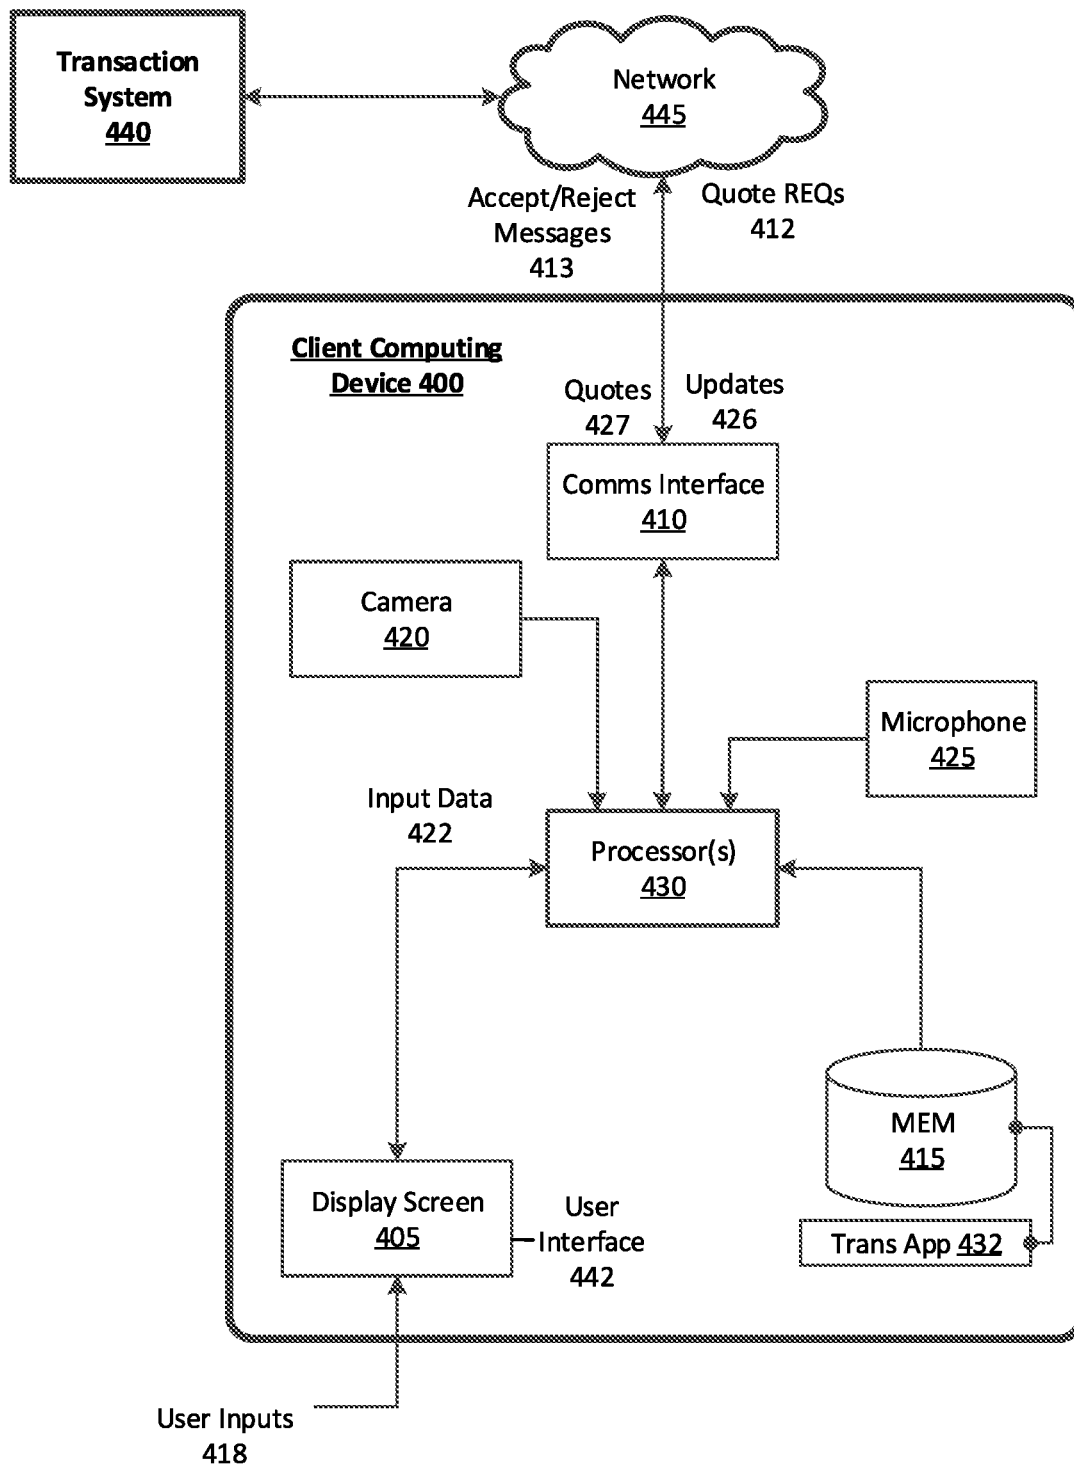 Transaction
System
440
Network
445
Accept/Reject
Messages
413
Quote REQs
412
Client Computing
Device 400
Quotes
427
Updates
426
Comms Interface
410
Camera
420
Microphone
425
Input Data
422
Processor(s)
430
MEM
415
Trans App 432
Display Screen
405
User
Interface
442
User Inputs
418